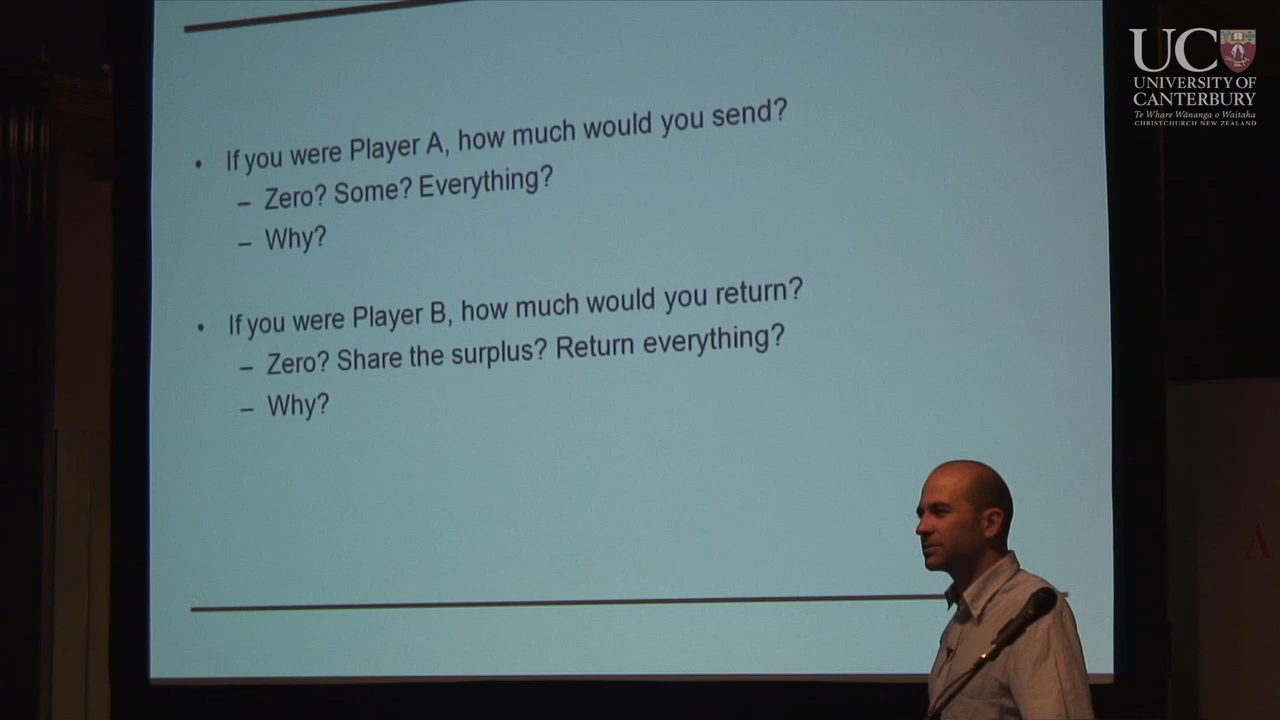 If you were Player A, how much would you send?
– Zero? Some? Everything?
– Why?
If you were Player B, how much would you return?
– Zero? Share the surplus? Return everything?
– Why?
UC
UNIVERSITY OF
CANTERBURY
Te Whare Wānanga o Waitaha
CHRISTCHURCH NEW ZEALAND
A